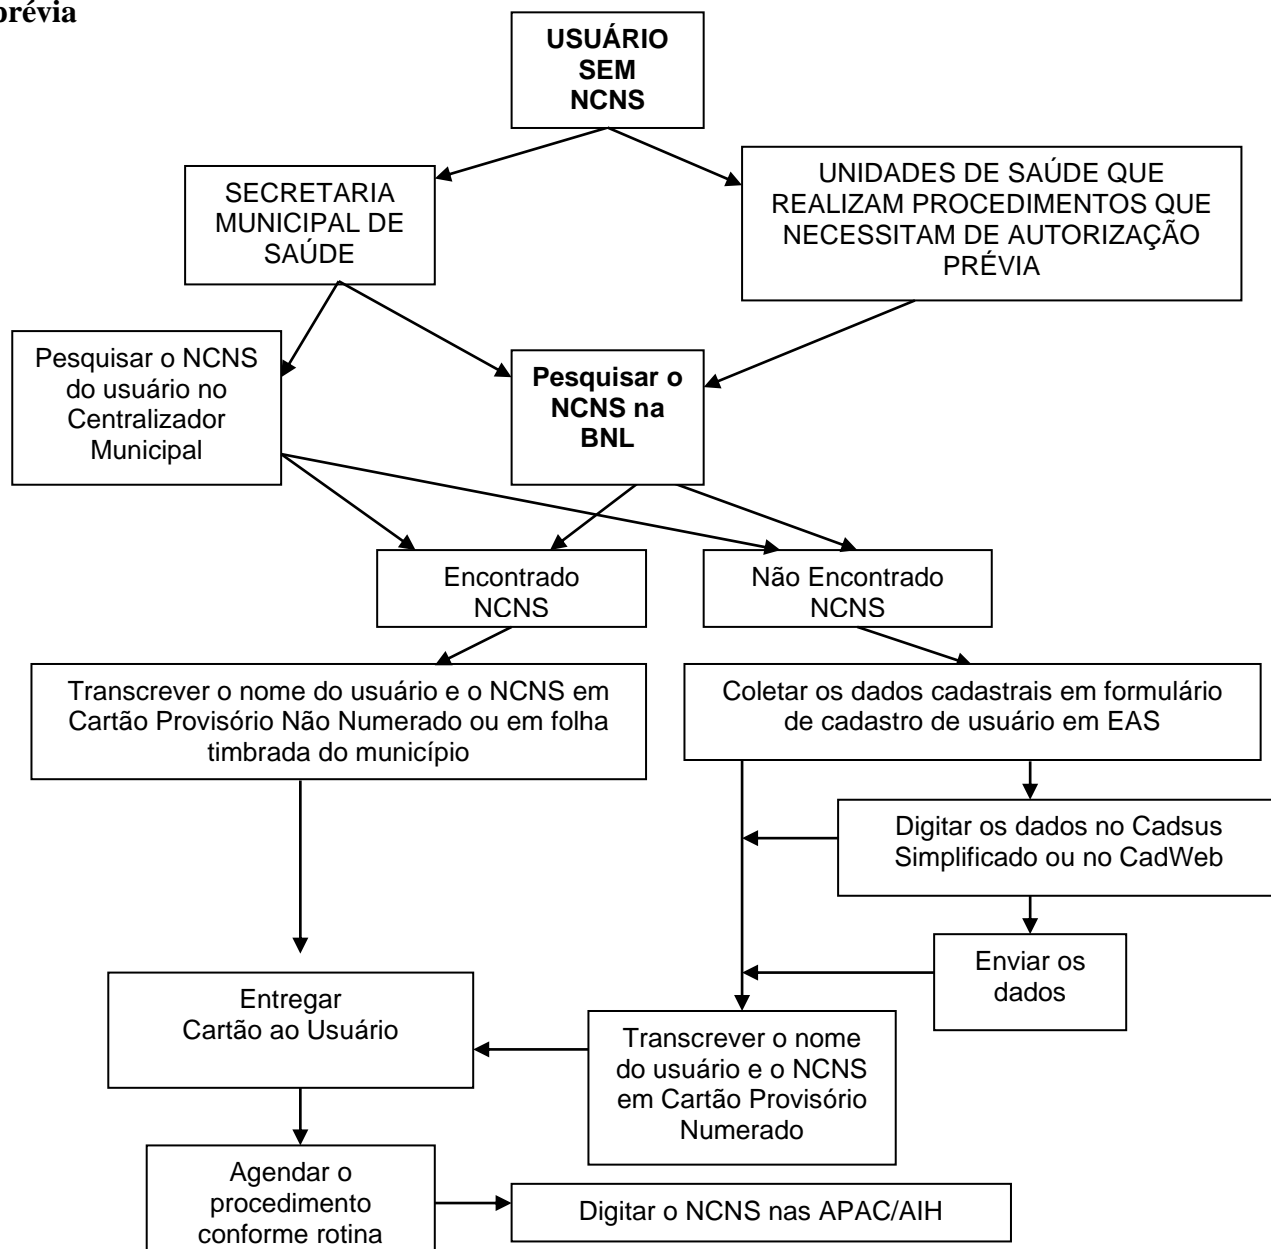 prévia
USUÁRIO
SEM
NCNS
SECRETARIA
MUNICIPAL DE
SAÚDE
UNIDADES DE SAÚDE QUE
REALIZAM PROCEDIMENTOS QUE
NECESSITAM DE AUTORIZAÇÃO
PRÉVIA
Pesquisar o NCNS
do usuário no
Centralizador
Municipal
Pesquisar o
NCNS na
BNL
Encontrado
NCNS
Não Encontrado
NCNS
Transcrever o nome do usuário e o NCNS em
Cartão Provisório Não Numerado ou em folha
timbrada do município
Coletar os dados cadastrais em formulário
de cadastro de usuário em EAS
Digitar os dados no Cadsus
Simplificado ou no CadWeb
Enviar os
dados
Entregar
Cartão ao Usuário
Transcrever o nome
do usuário e o NCNS
em Cartão Provisório
Numerado
Agendar o
procedimento
conforme rotina
Digitar o NCNS nas APAC/AIH